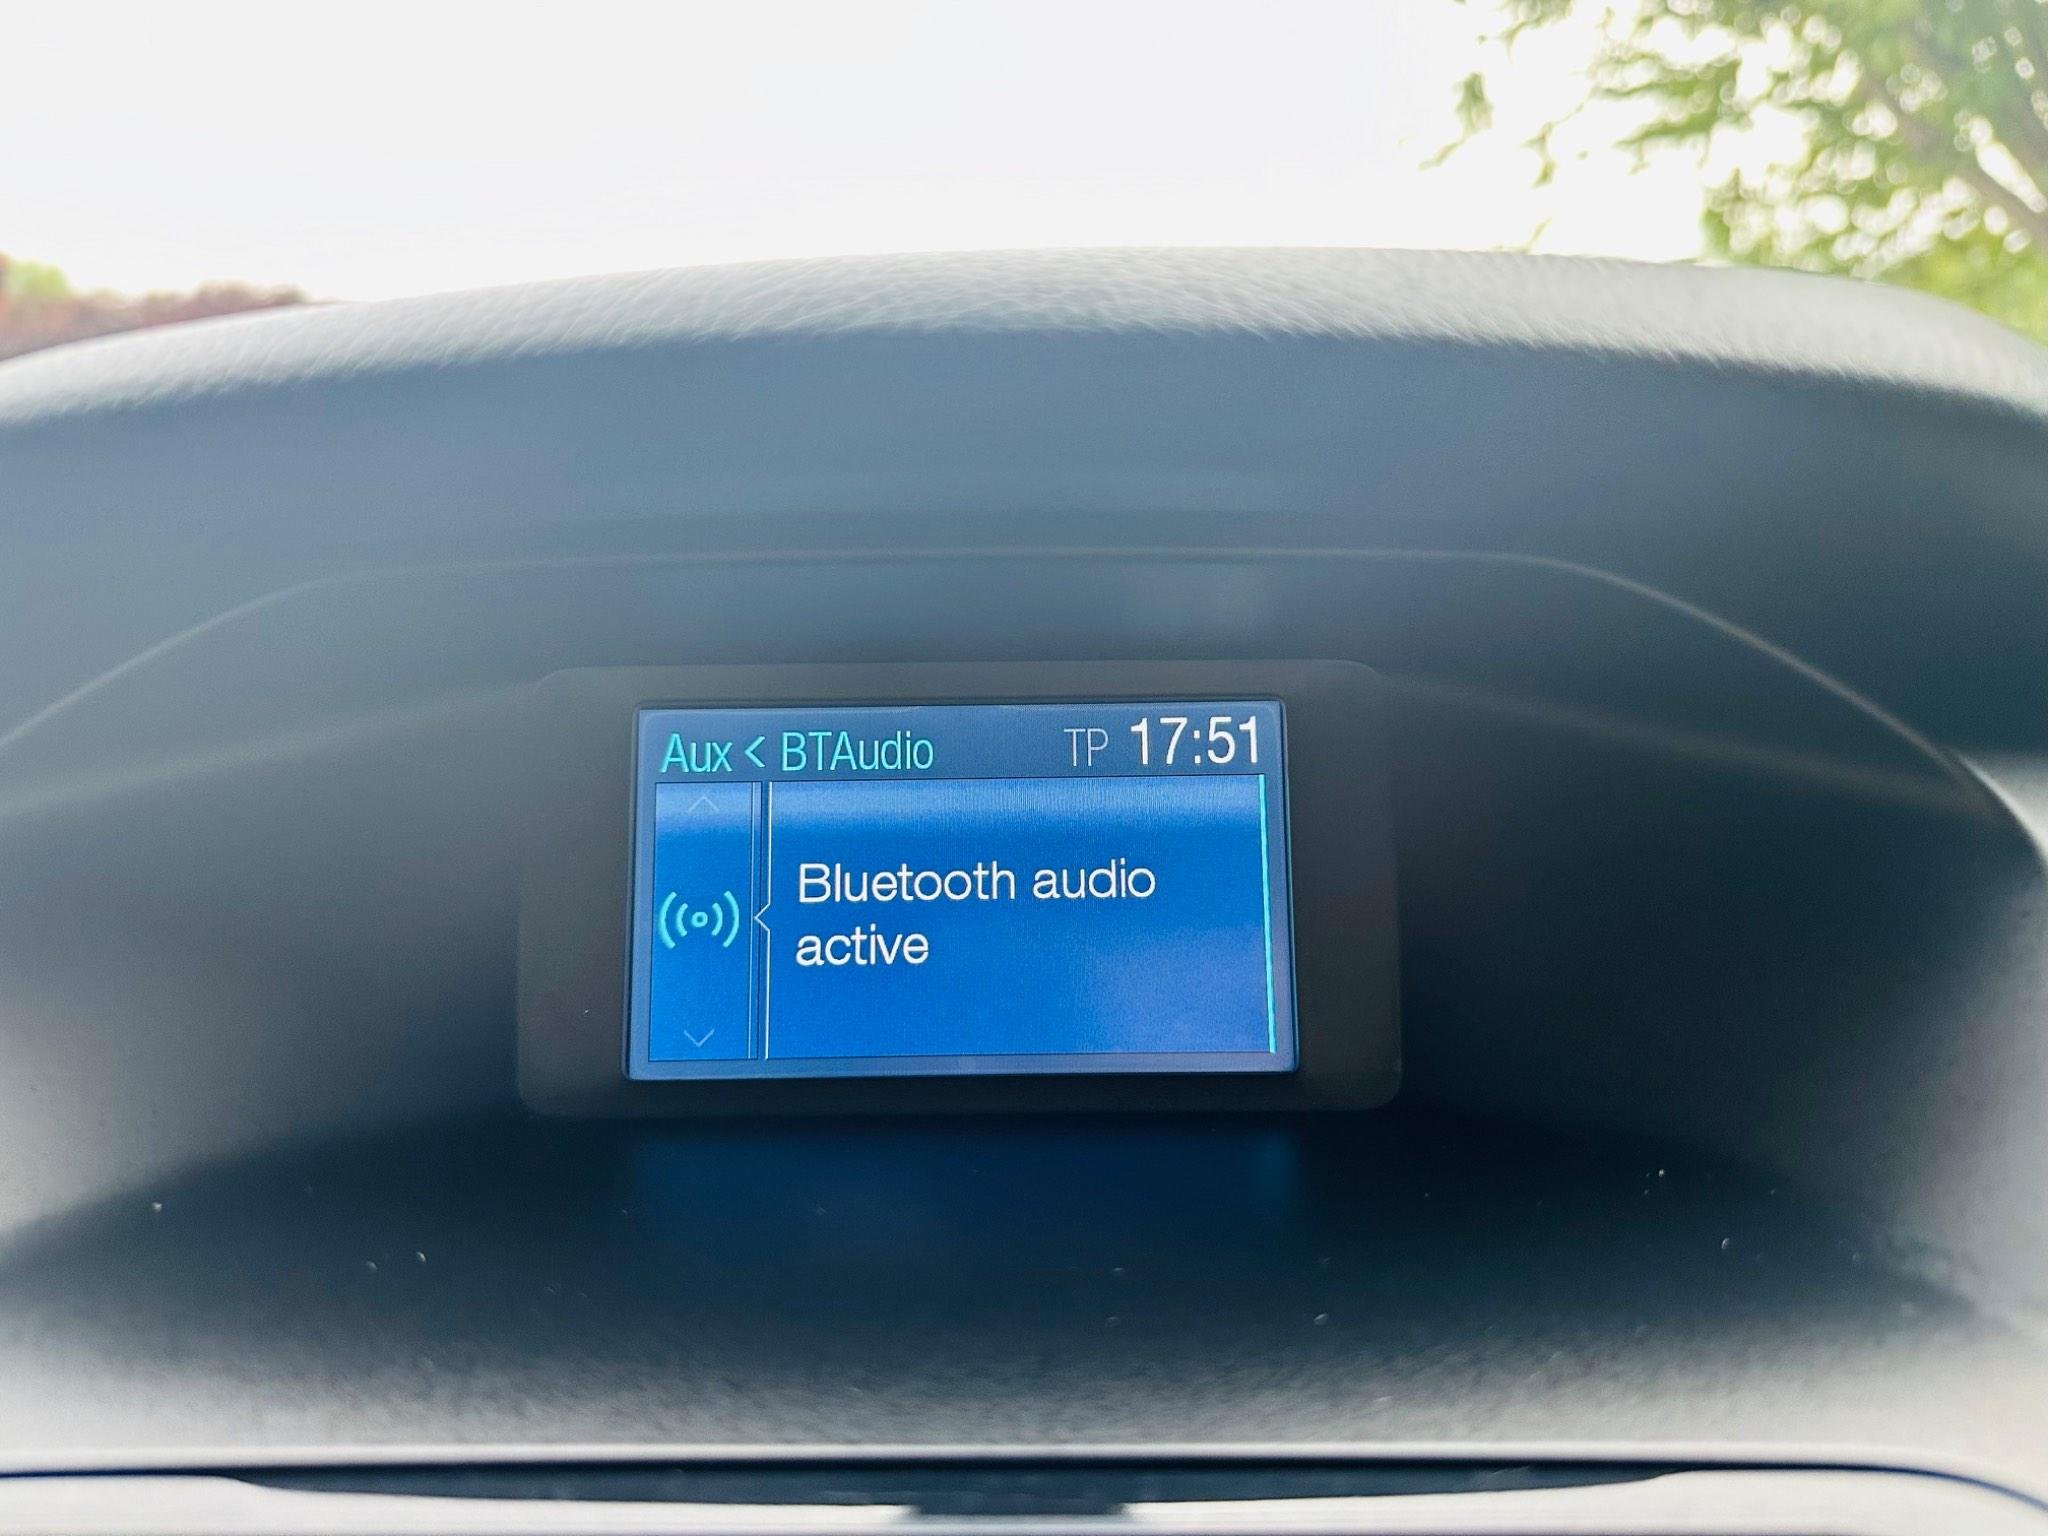 Aux < BTAudio TP 17:51
Bluetooth audio
active